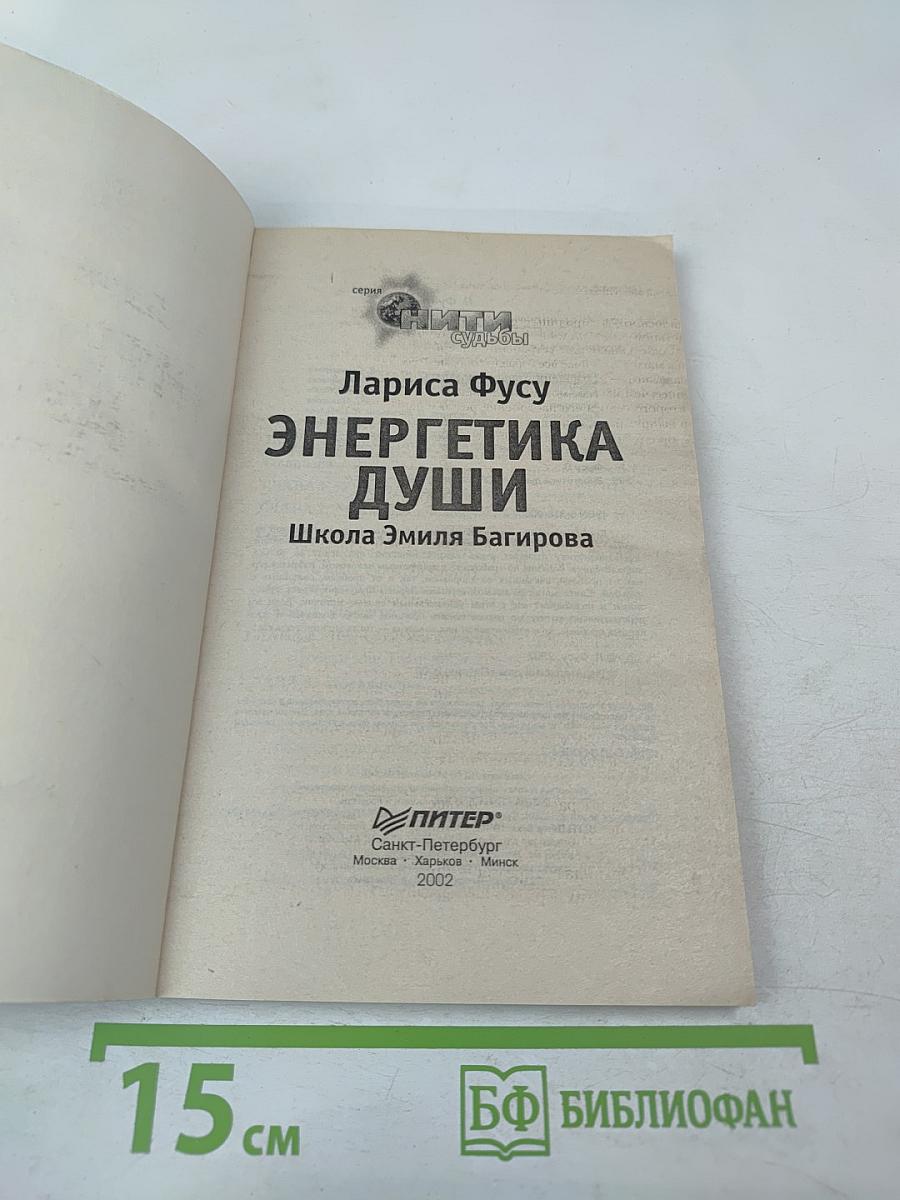 серия
НИТИ
судьбы
Лариса Фусу
ЭНЕРГЕТИКА
ДУШИ
Школа Эмиля Багирова
ПИТЕР®
Санкт-Петербург
Москва · Харьков · Минск
2002
15 см
БФ БИБЛИОФАН